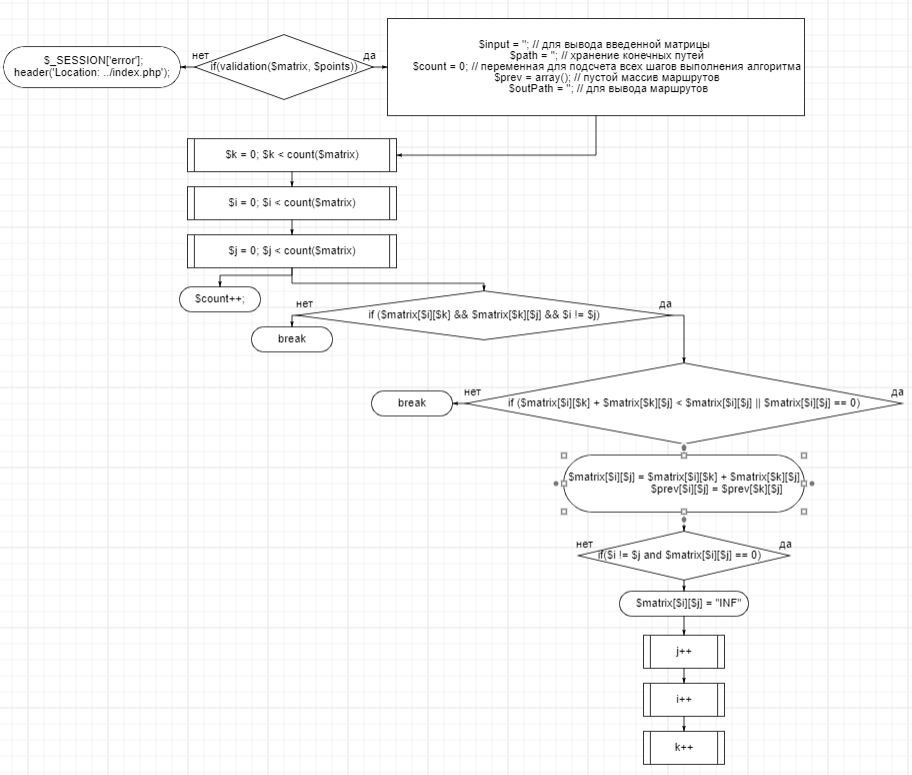 нет
да
$_SESSION['error'];
header('Location: ../index.php');
if(validation($matrix, $points))
$input = ''; // для вывода введенной матрицы
$path = ''; // хранение конечных путей
$count = 0; // переменная для подсчета всех шагов выполнения алгоритма
$prev = array(); // пустой массив маршрутов
$outPath = ''; // для вывода маршрутов
$k = 0; $k < count($matrix)
$i = 0; $i < count($matrix)
$j = 0; $j < count($matrix)
$count++;
нет
да
if ($matrix[$i][$k] && $matrix[$k][$j] && $i != $j)
break
нет
да
break
if ($matrix[$i][$k] + $matrix[$k][$j] < $matrix[$i][$j] || $matrix[$i][$j] == 0)
$matrix[$i][$j] = $matrix[$i][$k] + $matrix[$k][$j]
$prev[$i][$j] = $prev[$k][$j]
нет
да
if($i != $j and $matrix[$i][$j] == 0)
$matrix[$i][$j] = "INF"
j++
i++
k++